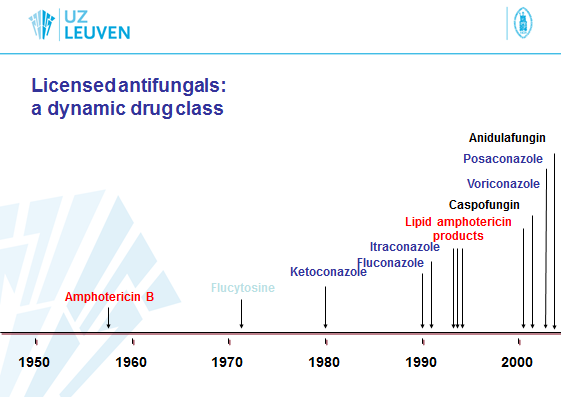 UZ
LEUVEN
Licensed antifungals:
a dynamic drug class
Anidulafungin
Posaconazole
Voriconazole
Caspofungin
Lipid amphotericin
products
Itraconazole
Fluconazole
Ketoconazole
Flucytosine
Amphotericin B
1950 1960 1970 1980 1990 2000